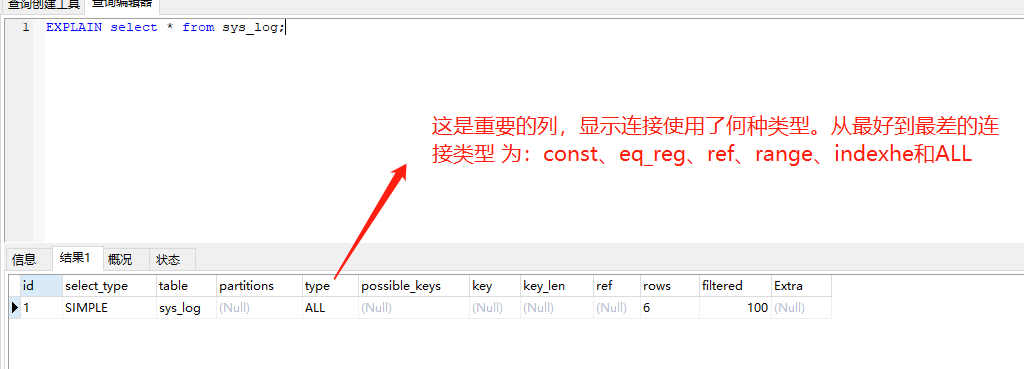 查询创建工具 查询编辑器
1 EXPLAIN select * from sys_log;
这是重要的列，显示连接使用了何种类型。从最好到最差的连
接类型 为：const、eq_reg、ref、range、indexhe和ALL
信息 结果1 概况 状态
id select_type table partitions type possible_keys key key_len ref rows filtered Extra
1 SIMPLE sys_log (Null) ALL (Null) (Null) (Null) (Null) 6 100 (Null)